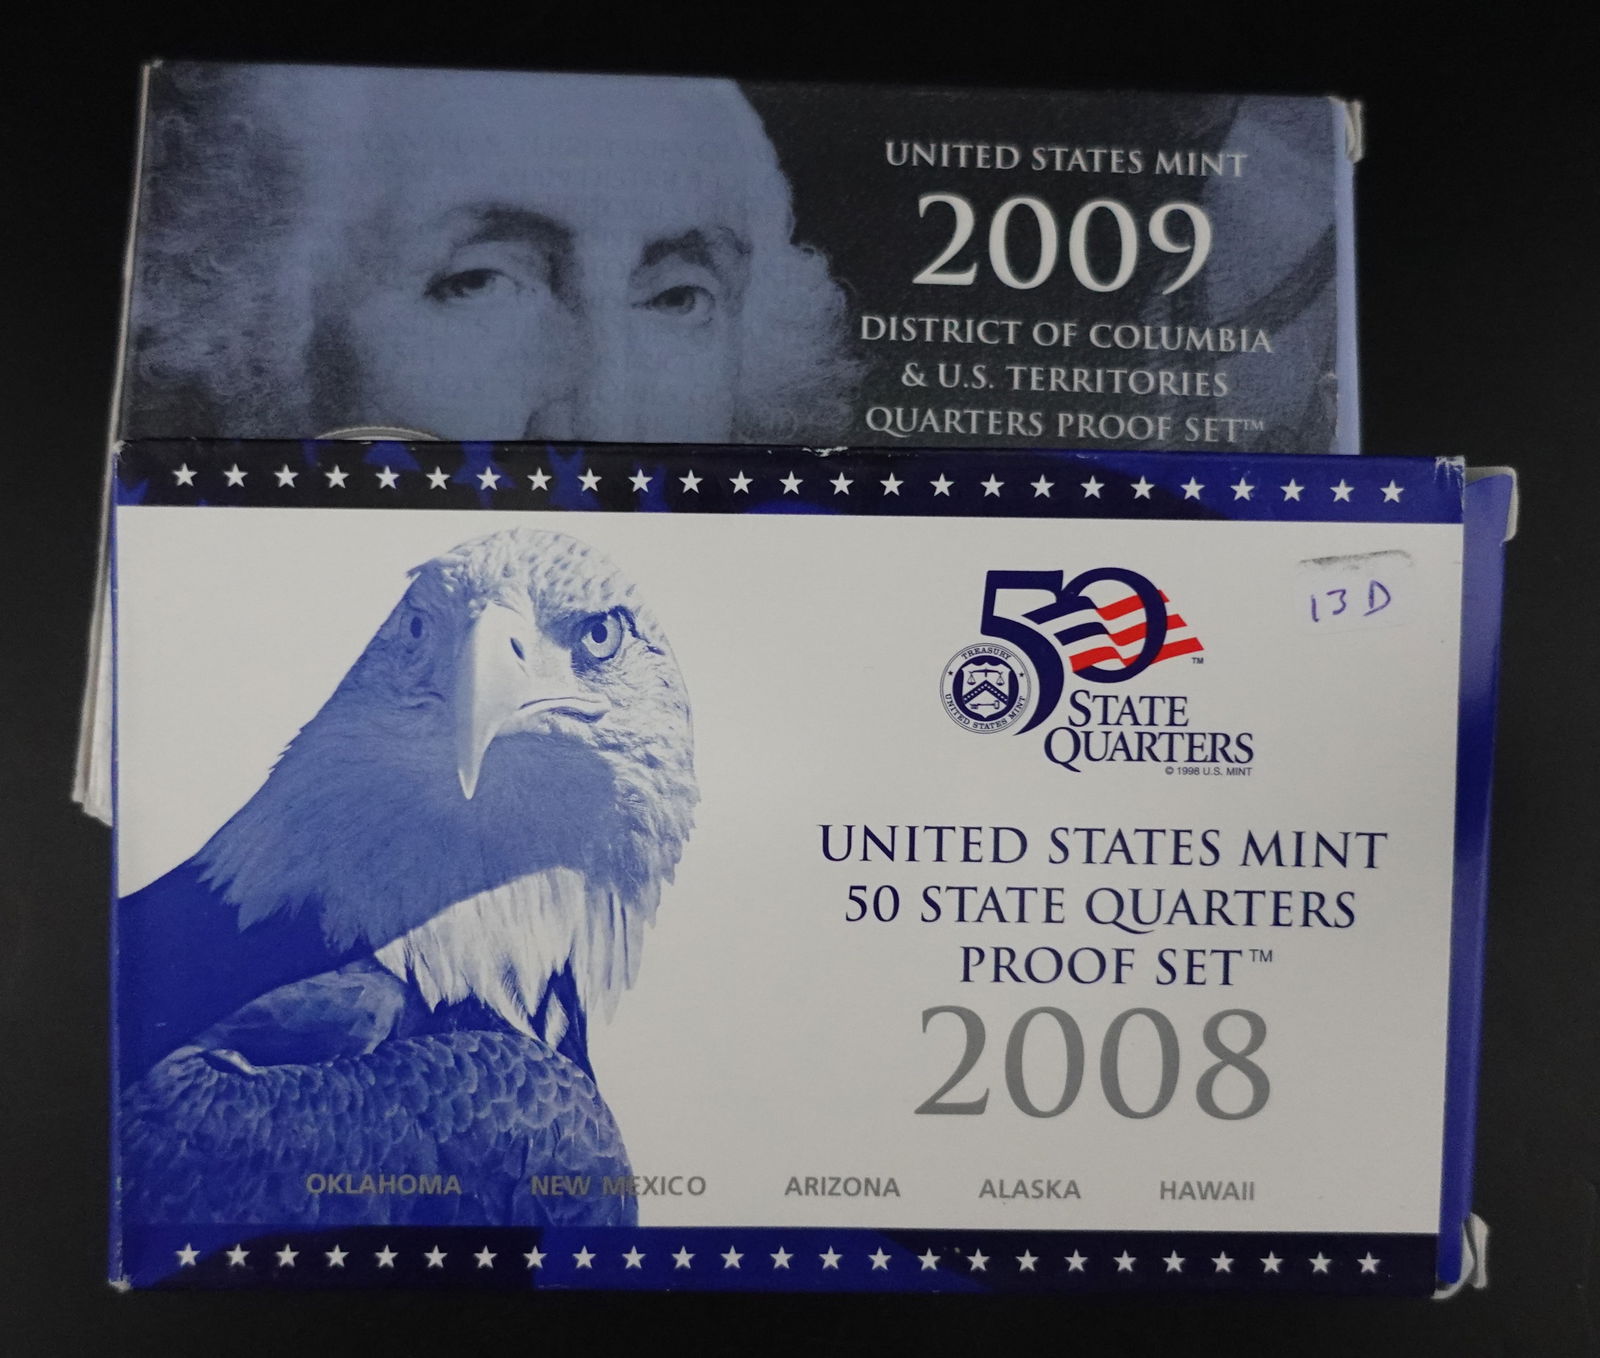 UNITED STATES MINT
2009
DISTRICT OF COLUMBIA
& U.S. TERRITORIES
QUARTERS PROOF SET™
13 D
50
TREASURY
UNITED STATES MINT
™
STATE
QUARTERS
© 1998 U.S. MINT
UNITED STATES MINT
50 STATE QUARTERS
PROOF SET™
2008
OKLAHOMA NEW MEXICO ARIZONA ALASKA HAWAII